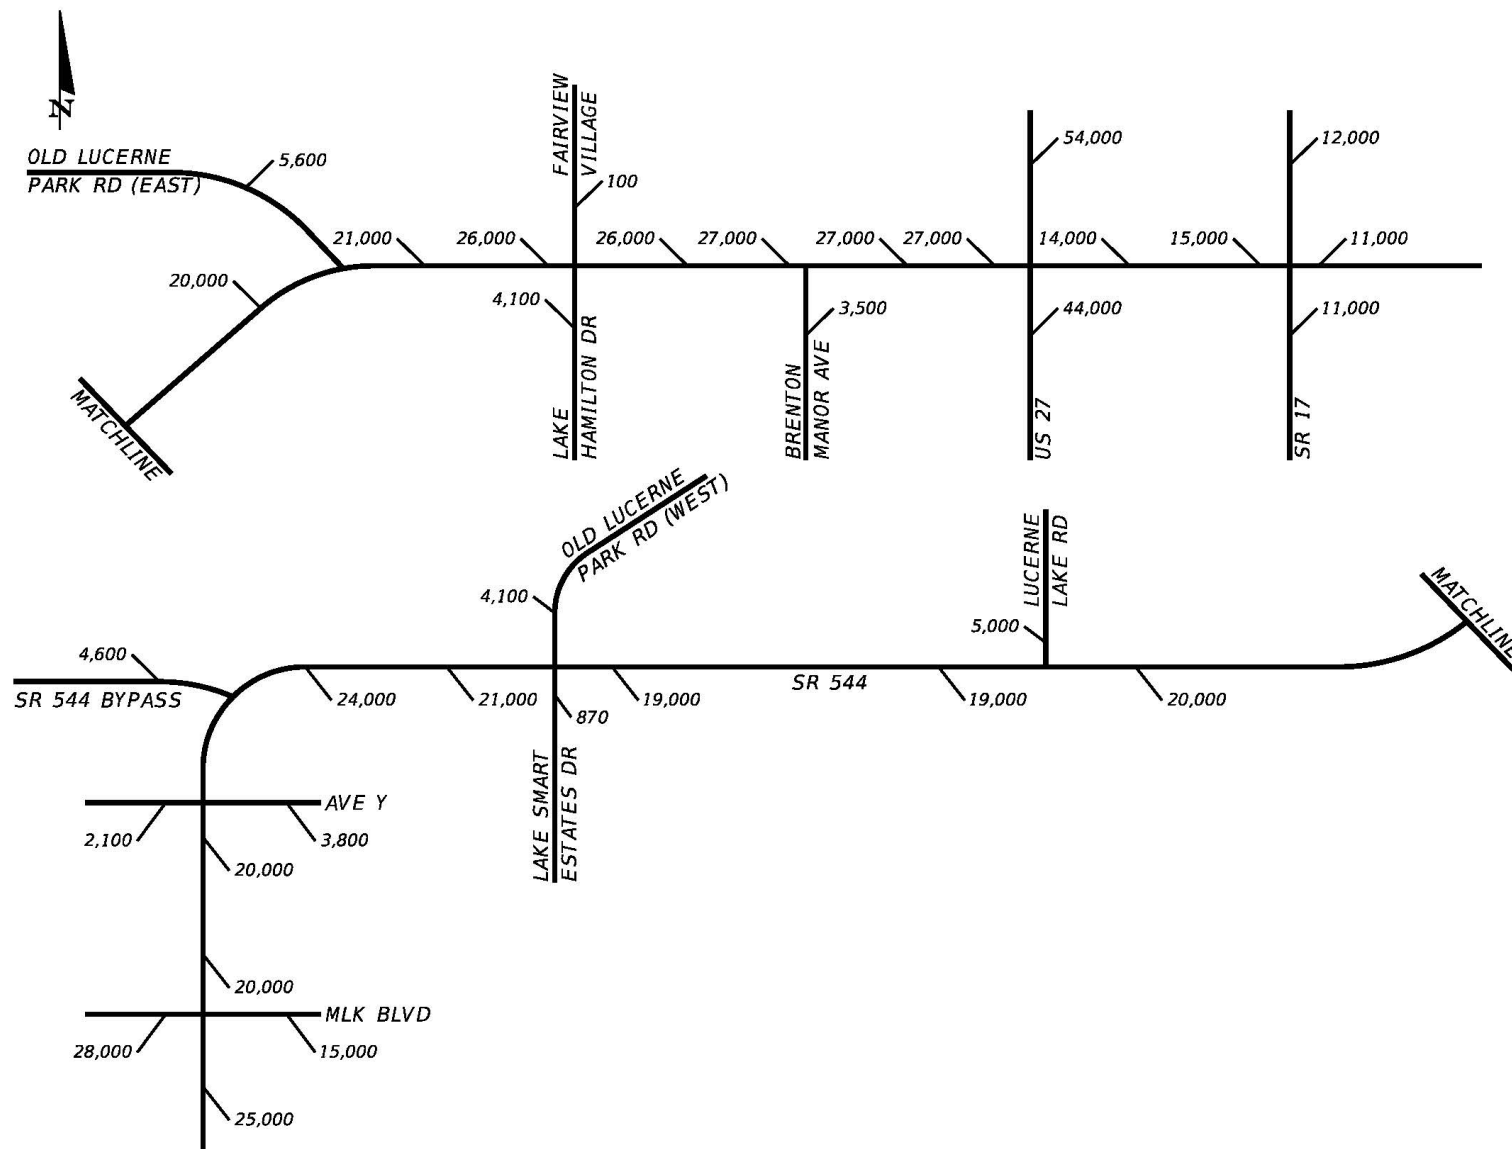 N
FAIRVIEW
VILLAGE
OLD LUCERNE
PARK RD (EAST)
5,600
100
54,000
12,000
21,000
26,000
26,000
27,000
27,000
27,000
14,000
15,000
11,000
20,000
4,100
3,500
44,000
11,000
MATCHLINE
LAKE
HAMILTON DR
BRENTON
MANOR AVE
US 27
SR 17
OLD LUCERNE
PARK RD (WEST)
LUCERNE
LAKE RD
MATCHLINE
4,100
5,000
4,600
SR 544 BYPASS
24,000
21,000
19,000
SR 544
19,000
20,000
870
LAKE SMART
ESTATES DR
AVE Y
2,100
3,800
20,000
20,000
MLK BLVD
28,000
15,000
25,000